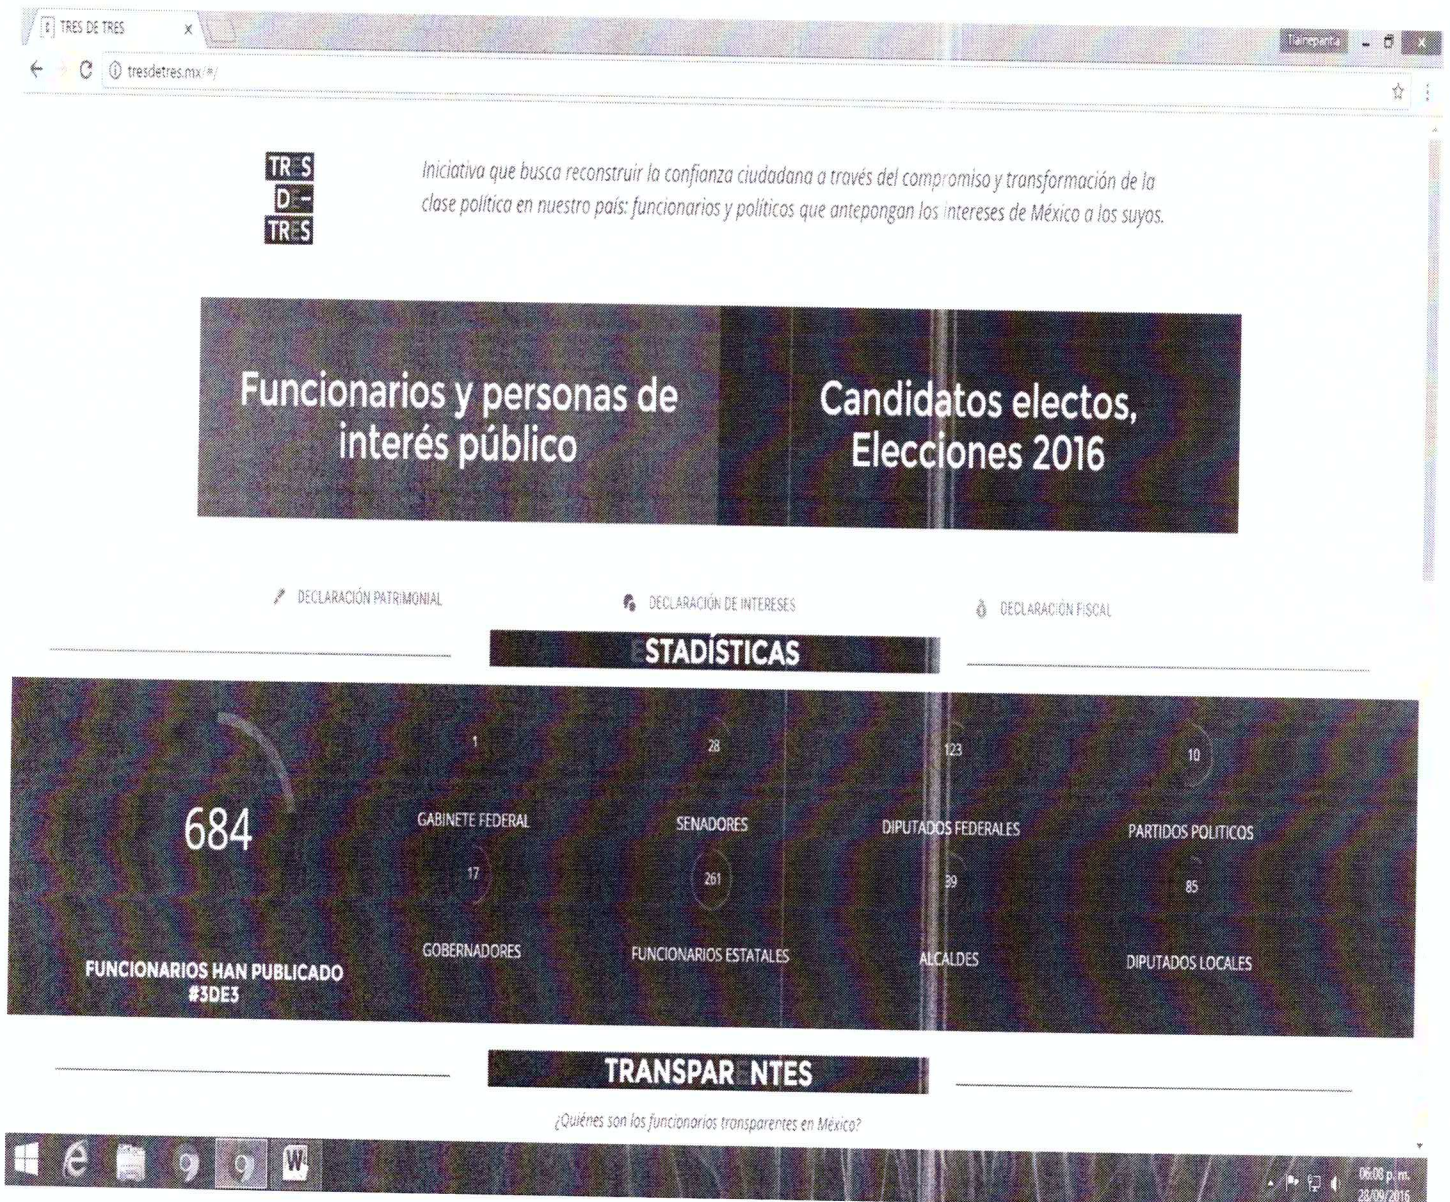 TRES DE TRES
Tlalnepantla
tresdetres.mx/#/
TRES
DE-
TRES
Iniciativa que busca reconstruir la confianza ciudadana a través del compromiso y transformación de la
clase política en nuestro país: funcionarios y políticos que antepongan los intereses de México a los suyos.
Funcionarios y personas de
interés público
Candidatos electos,
Elecciones 2016
DECLARACIÓN PATRIMONIAL
DECLARACIÓN DE INTERESES
DECLARACIÓN FISCAL
ESTADÍSTICAS
684
FUNCIONARIOS HAN PUBLICADO
#3DE3
1
GABINETE FEDERAL
28
SENADORES
123
DIPUTADOS FEDERALES
10
PARTIDOS POLITICOS
17
GOBERNADORES
261
FUNCIONARIOS ESTATALES
39
ALCALDES
85
DIPUTADOS LOCALES
TRANSPARENTES
¿Quiénes son los funcionarios transparentes en México?
06:08 p. m.
28/09/2016